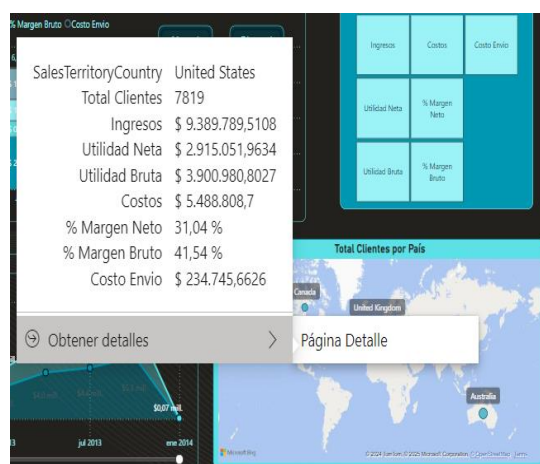 % Margen Bruto Costo Envio
SalesTerritoryCountry United States
Total Clientes 7819
Ingresos $ 9.389.789,5108
Utilidad Neta $ 2.915.051,9634
Utilidad Bruta $ 3.900.980,8027
Costos $ 5.488.808,7
% Margen Neto 31,04 %
% Margen Bruto 41,54 %
Costo Envio $ 234.745,6626
Obtener detalles
Página Detalle
Ingresos Costos Costo Envio
Utilidad Neta % Margen
Neto
Utilidad Bruta % Margen
Bruto
Total Clientes por País
Canada
United Kingdom
Australia
$0,07 mill.
jul 2013 ene 2014
Microsoft Bing
© 2024 TomTom, © 2025 Microsoft Corporation, © OpenStreetMap Terms